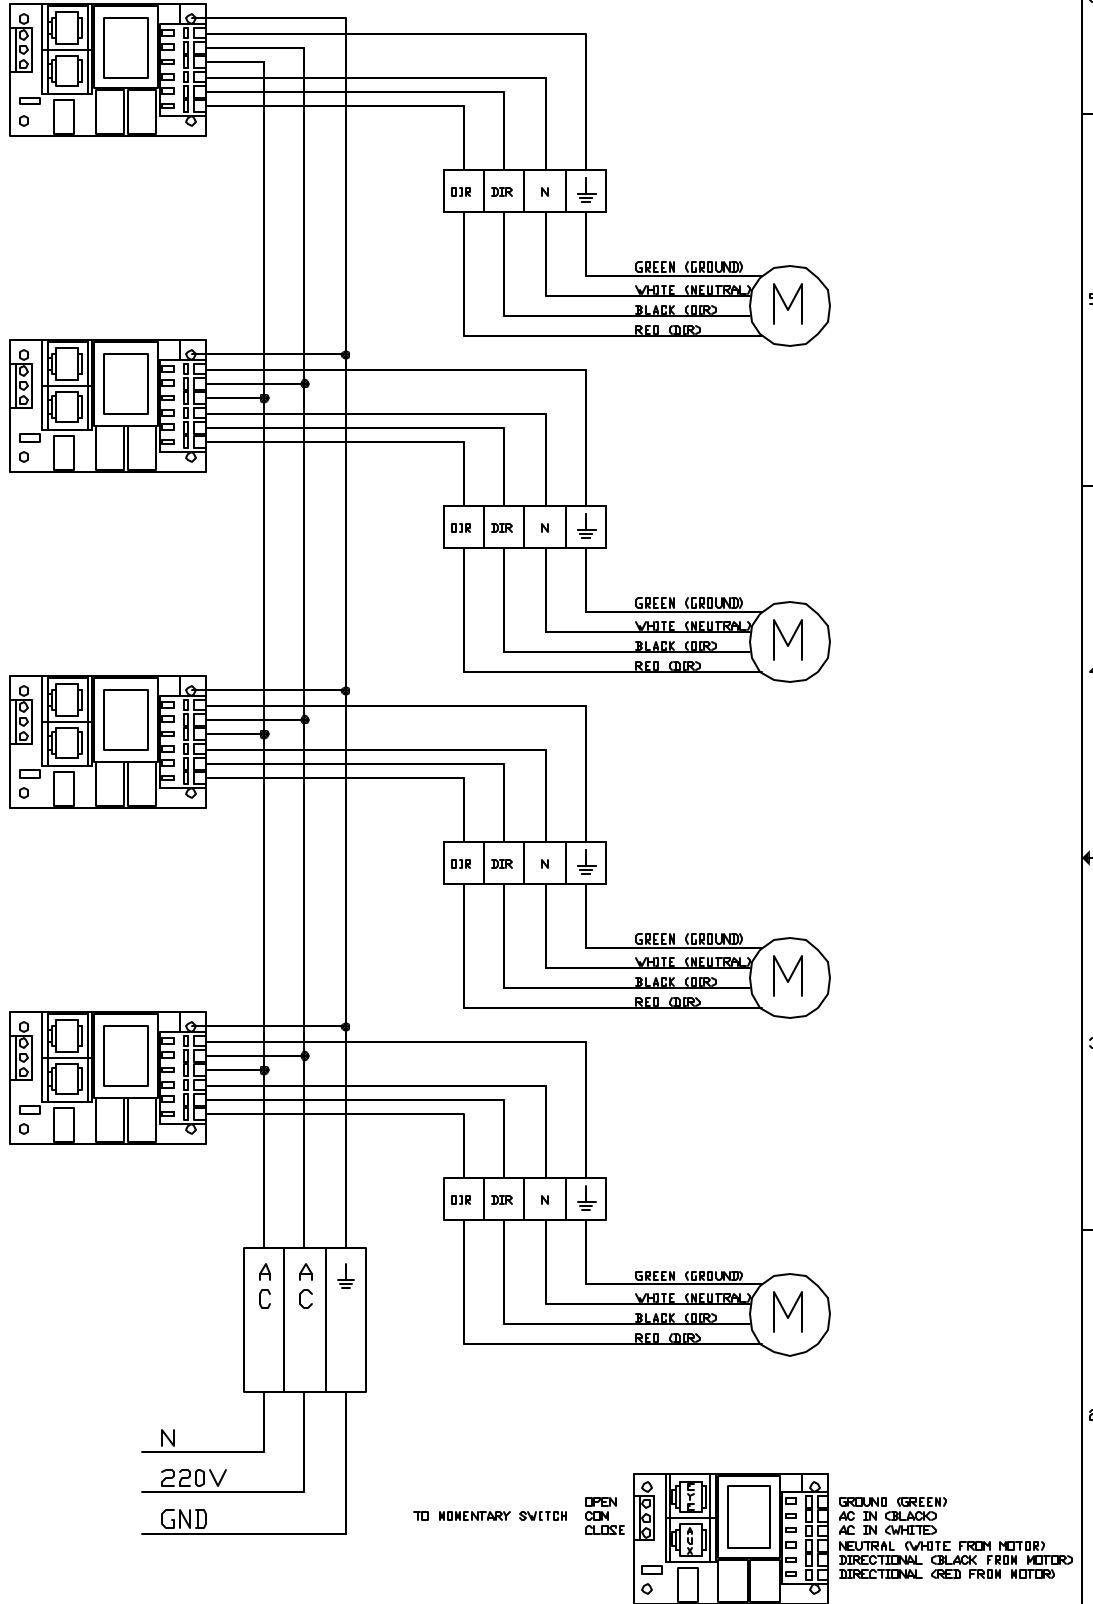 DIR DIR N
GREEN (GROUND)
WHITE (NEUTRAL)
BLACK (DIR)
RED (DIR)
M
DIR DIR N
GREEN (GROUND)
WHITE (NEUTRAL)
BLACK (DIR)
RED (DIR)
M
DIR DIR N
GREEN (GROUND)
WHITE (NEUTRAL)
BLACK (DIR)
RED (DIR)
M
DIR DIR N
GREEN (GROUND)
WHITE (NEUTRAL)
BLACK (DIR)
RED (DIR)
M
AC AC
N
220V
GND
TO MOMENTARY SWITCH
OPEN
COM
CLOSE
EYE
AUX
GROUND (GREEN)
AC IN (BLACK)
AC IN (WHITE)
NEUTRAL (WHITE FROM MOTOR)
DIRECTIONAL (BLACK FROM MOTOR)
DIRECTIONAL (RED FROM MOTOR)